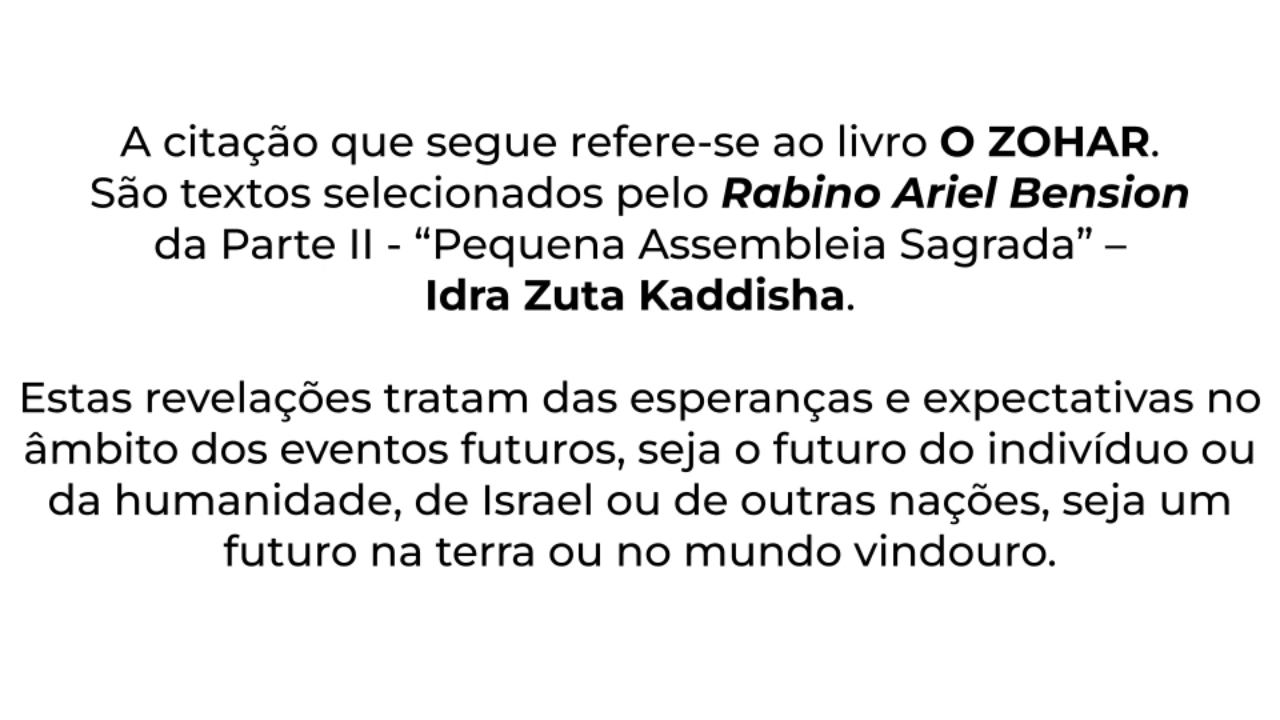 A citação que segue refere-se ao livro O ZOHAR.
São textos selecionados pelo Rabino Ariel Bension
da Parte II - “Pequena Assembleia Sagrada” –
Idra Zuta Kaddisha.
Estas revelações tratam das esperanças e expectativas no
âmbito dos eventos futuros, seja o futuro do indivíduo ou
da humanidade, de Israel ou de outras nações, seja um
futuro na terra ou no mundo vindouro.